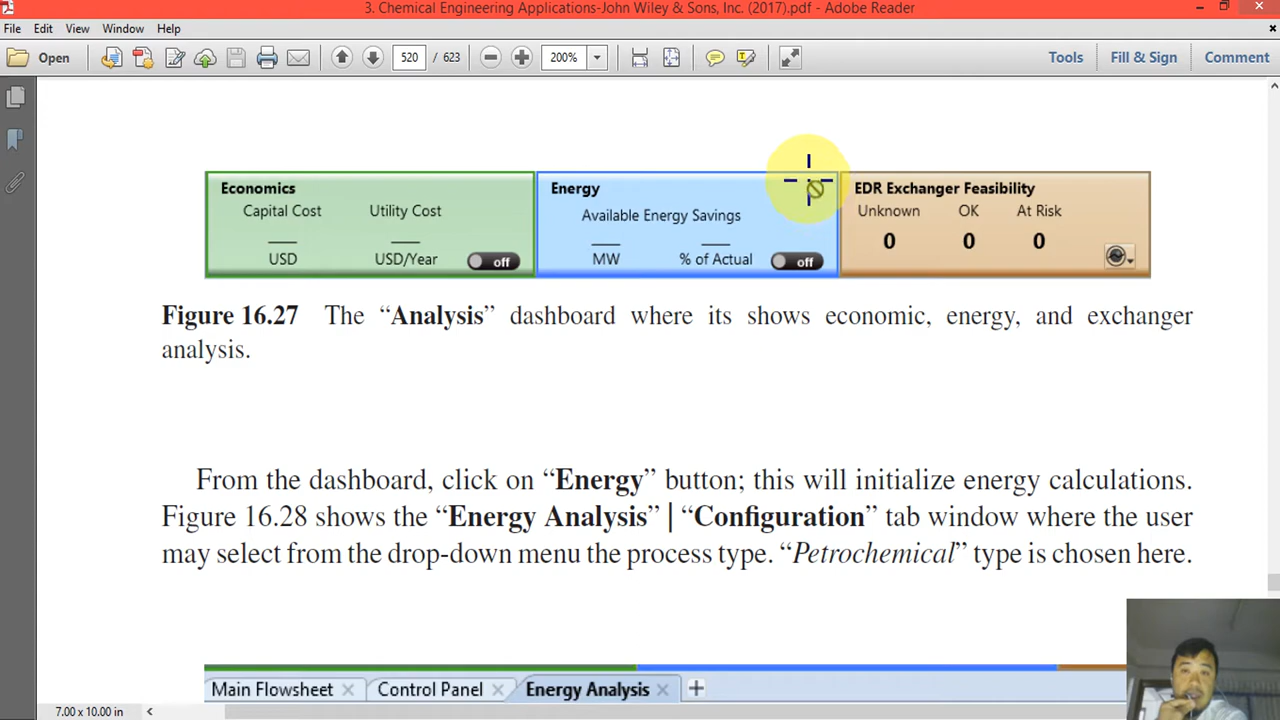 3. Chemical Engineering Applications-John Wiley & Sons, Inc. (2017).pdf - Adobe Reader
File Edit View Window Help
Open 520 / 623 200% Tools Fill & Sign Comment
Economics Energy EDR Exchanger Feasibility
Capital Cost Utility Cost Available Energy Savings Unknown OK At Risk
0 0 0
USD USD/Year off MW % of Actual off
Figure 16.27 The “Analysis” dashboard where its shows economic, energy, and exchanger
analysis.
From the dashboard, click on “Energy” button; this will initialize energy calculations.
Figure 16.28 shows the “Energy Analysis” | “Configuration” tab window where the user
may select from the drop-down menu the process type. “Petrochemical” type is chosen here.
Main Flowsheet Control Panel Energy Analysis
7.00 x 10.00 in